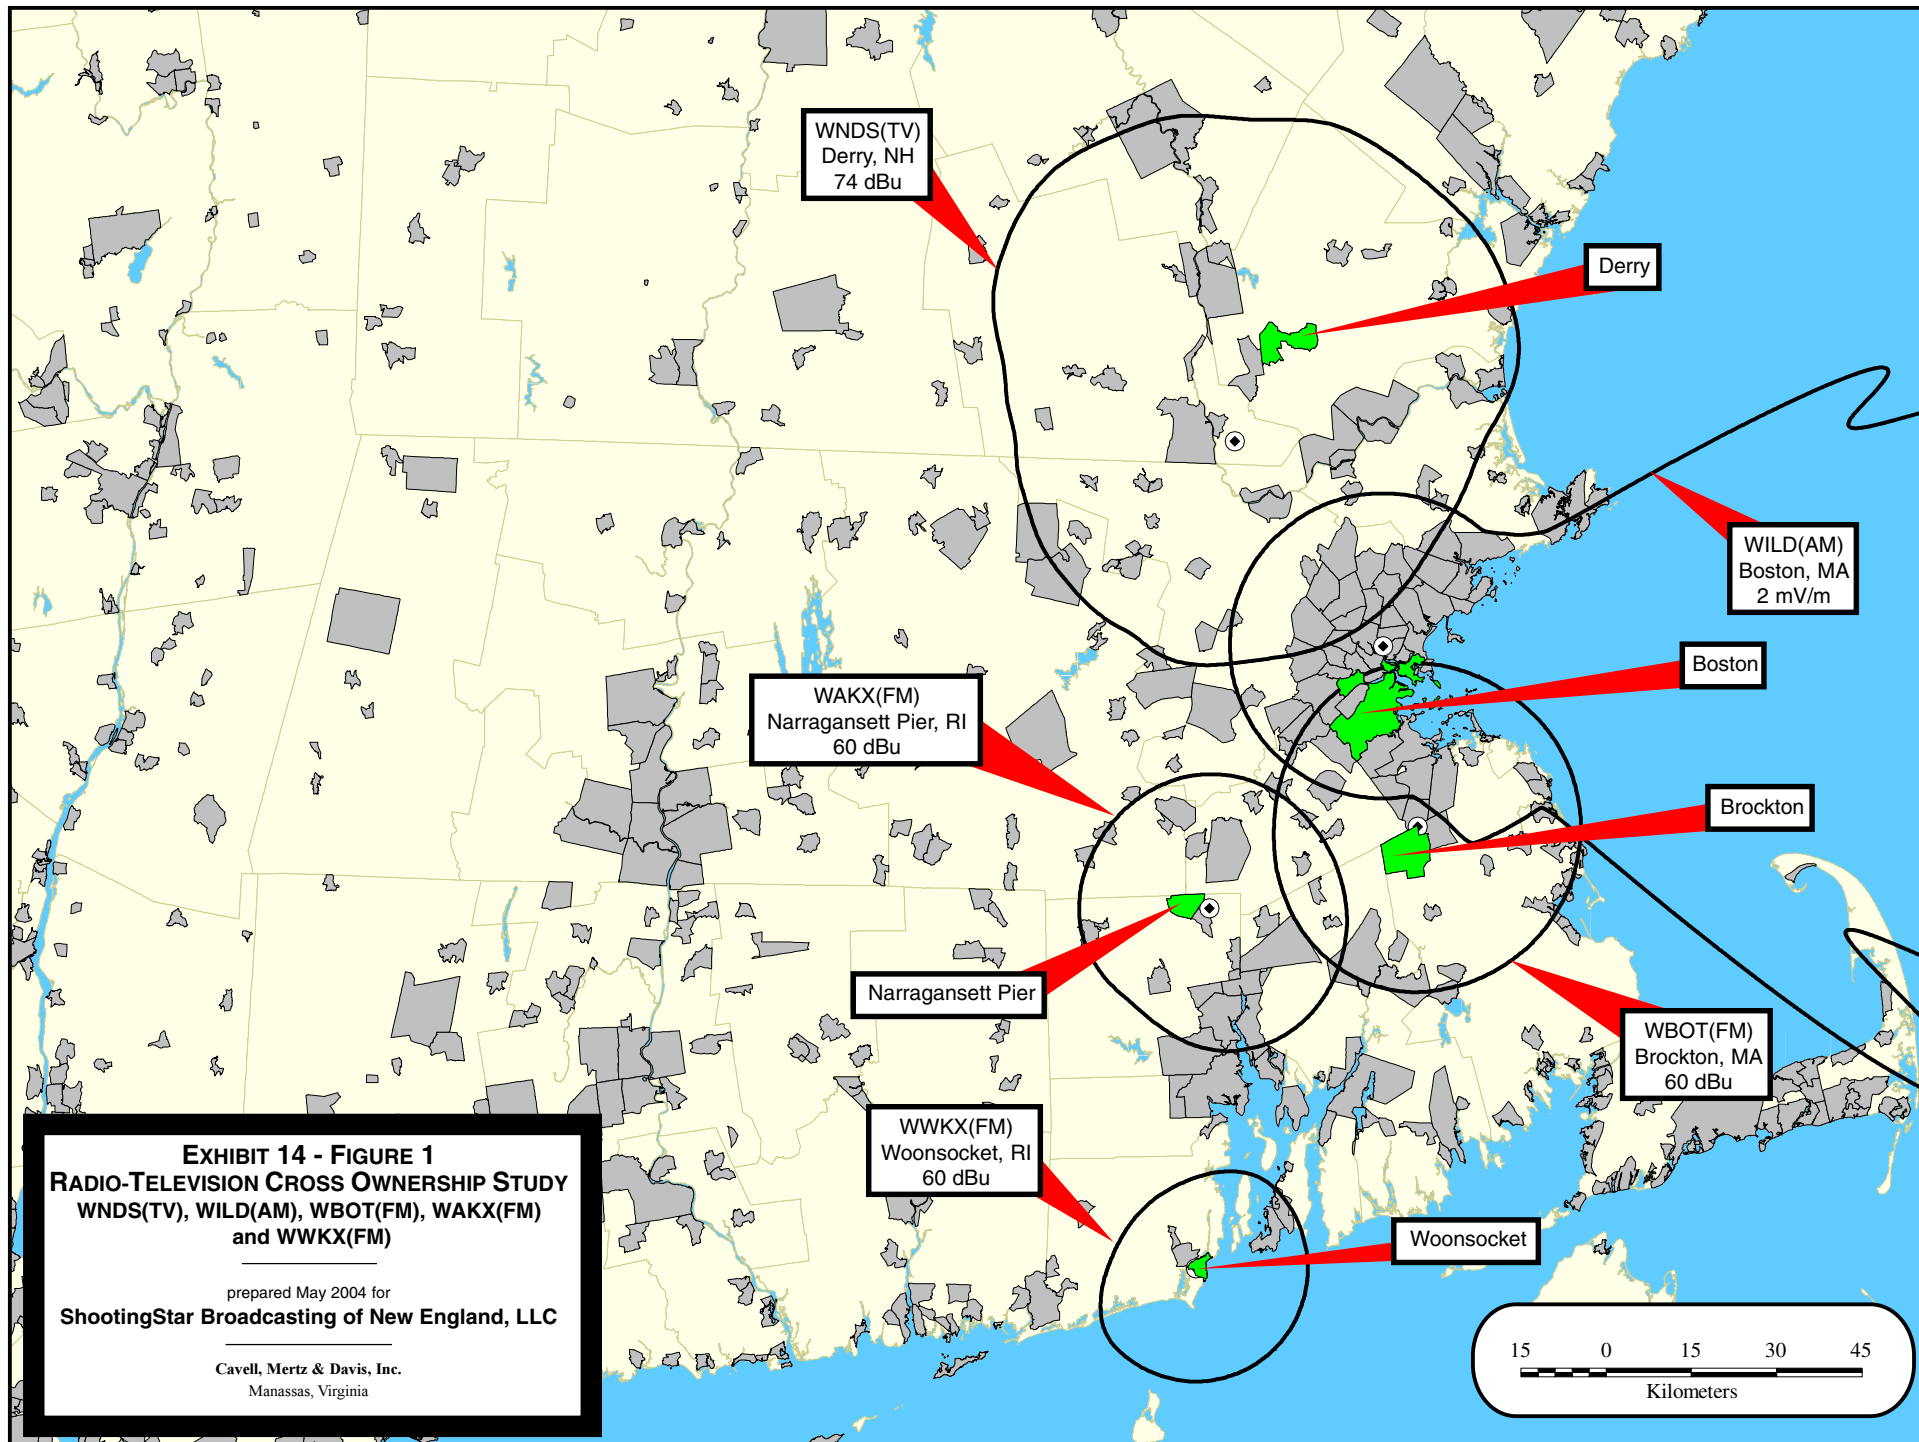 WNDS(TV)
Derry, NH
74 dBu
Derry
WILD(AM)
Boston, MA
2 mV/m
Boston
WAKX(FM)
Narragansett Pier, RI
60 dBu
Brockton
Narragansett Pier
WBOT(FM)
Brockton, MA
60 dBu
WWKX(FM)
Woonsocket, RI
60 dBu
Woonsocket
EXHIBIT 14 - FIGURE 1
RADIO-TELEVISION CROSS OWNERSHIP STUDY
WNDS(TV), WILD(AM), WBOT(FM), WAKX(FM)
and WWKX(FM)
prepared May 2004 for
ShootingStar Broadcasting of New England, LLC
Cavell, Mertz & Davis, Inc.
Manassas, Virginia
15 0 15 30 45
Kilometers